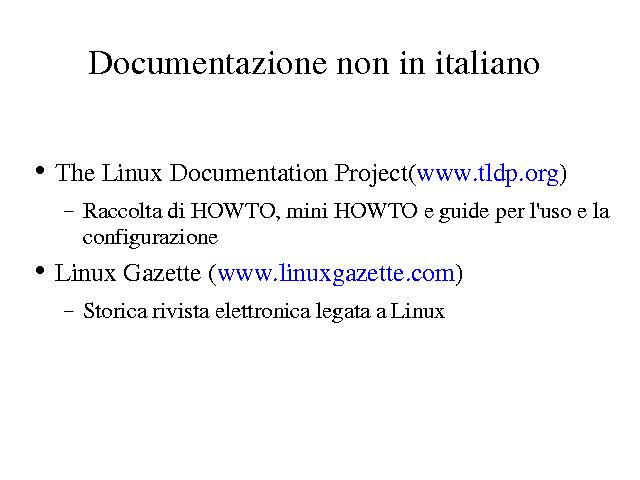 Documentazione non in italiano
• The Linux Documentation Project(www.tldp.org)
– Raccolta di HOWTO, mini HOWTO e guide per l'uso e la
configurazione
• Linux Gazette (www.linuxgazette.com)
– Storica rivista elettronica legata a Linux